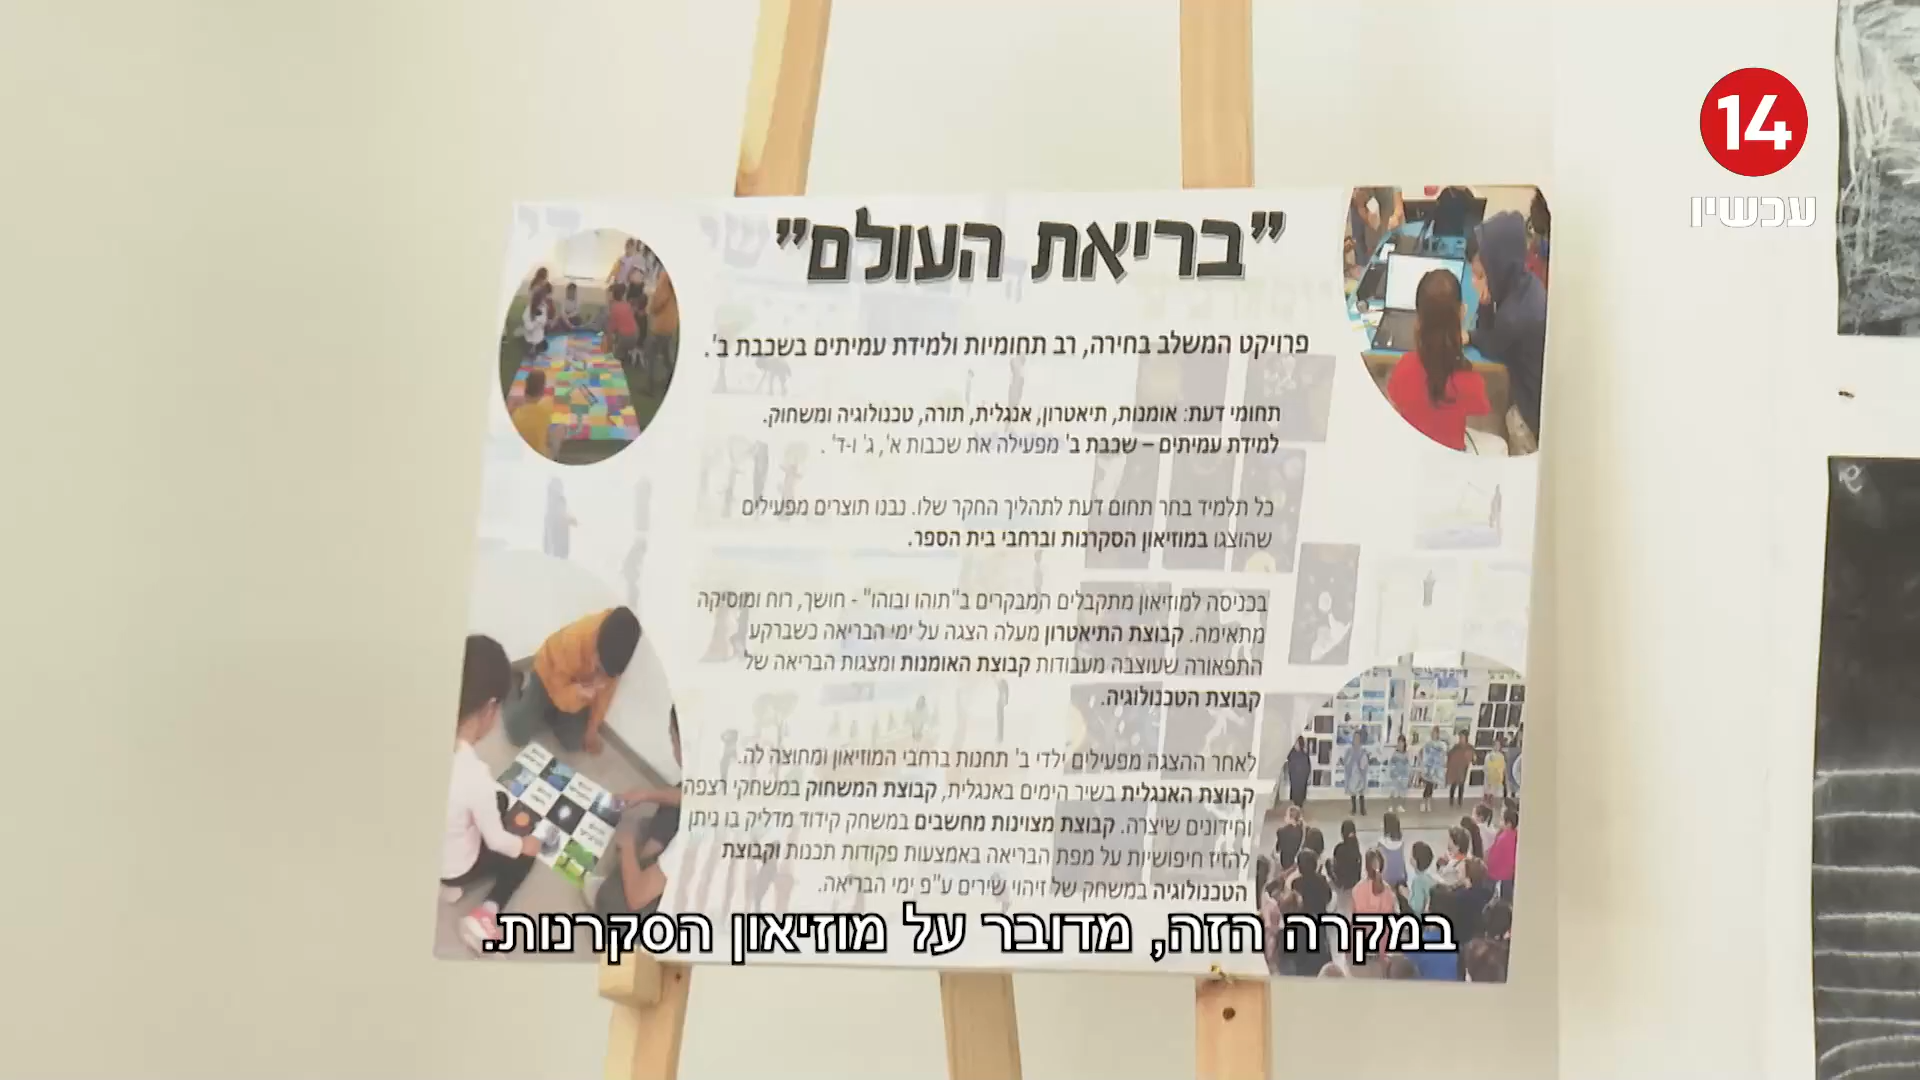 14
עכשיו
"בריאת העולם"
פרויקט המשלב בחירה, רב תחומיות ולמידת עמיתים בשכבת ב'.
תחומי דעת: אומנות, תיאטרון, אנגלית, תורה, טכנולוגיה ומשחוק.
למידת עמיתים – שכבת ב' מפעילה את שכבות א', ג' ו-ד'.
כל תלמיד בחר תחום דעת לתהליך החקר שלו. נבנו תוצרים מפעילים
שהוצגו במוזיאון הסקרנות וברחבי בית הספר.
בכניסה למוזיאון מתקבלים המבקרים ב"תוהו ובוהו" - חושך, רוח ומוסיקה
מתאימה. קבוצת התיאטרון מעלה הצגה על ימי הבריאה כשברקע
התפאורה שעוצבה מעבודות קבוצת האומנות ומצגות הבריאה של
קבוצת הטכנולוגיה.
לאחר ההצגה מפעילים ילדי ב' תחנות ברחבי המוזיאון ומחוצה לה.
קבוצת האנגלית בשיר הימים באנגלית, קבוצת המשחוק במשחקי רצפה
וחידונים שיצרה. קבוצת מצוינות מחשבים במשחק קידוד מדליק בו ניתן
להזיז חיפושיות על מפת הבריאה באמצעות פקודות תכנות וקבוצת
הטכנולוגיה במשחק של זיהוי שירים ע"פ ימי הבריאה.
במקרה הזה, מדובר על מוזיאון הסקרנות.